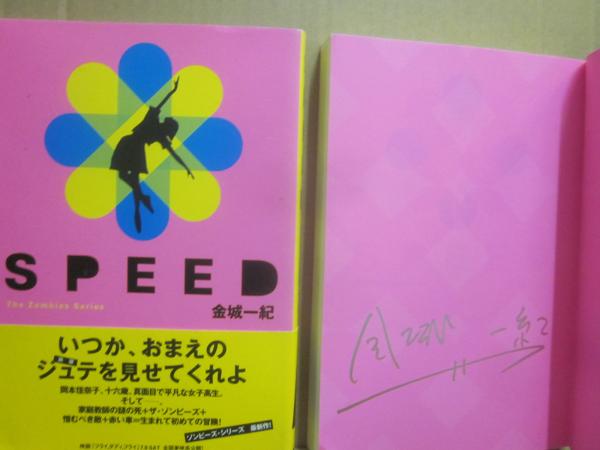 SPEED
The Zombies Series
金城一紀
いつか、おまえの
ジュテを見せてくれよ
岡本佳奈子、十六歳。真面目で平凡な女子高生。
そして――。
家庭教師の謎の死+ザ・ゾンビーズ+
憎むべき敵+赤い車=生まれて初めての冒険!
ゾンビーズ・シリーズ 最新作!
金城一紀